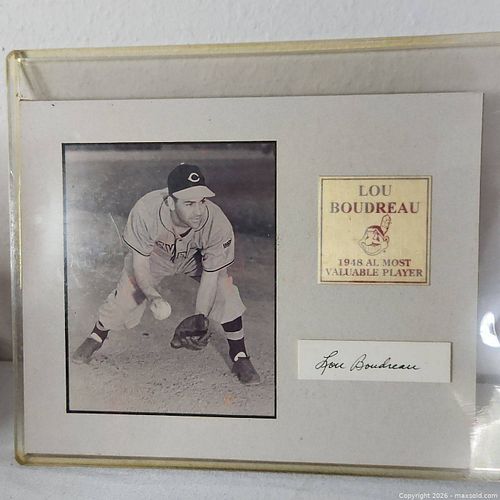 C
LOU
BOUDREAU
1948 AL MOST
VALUABLE PLAYER
Lou Boudreau
Copyright © 2026 - maxsold.com